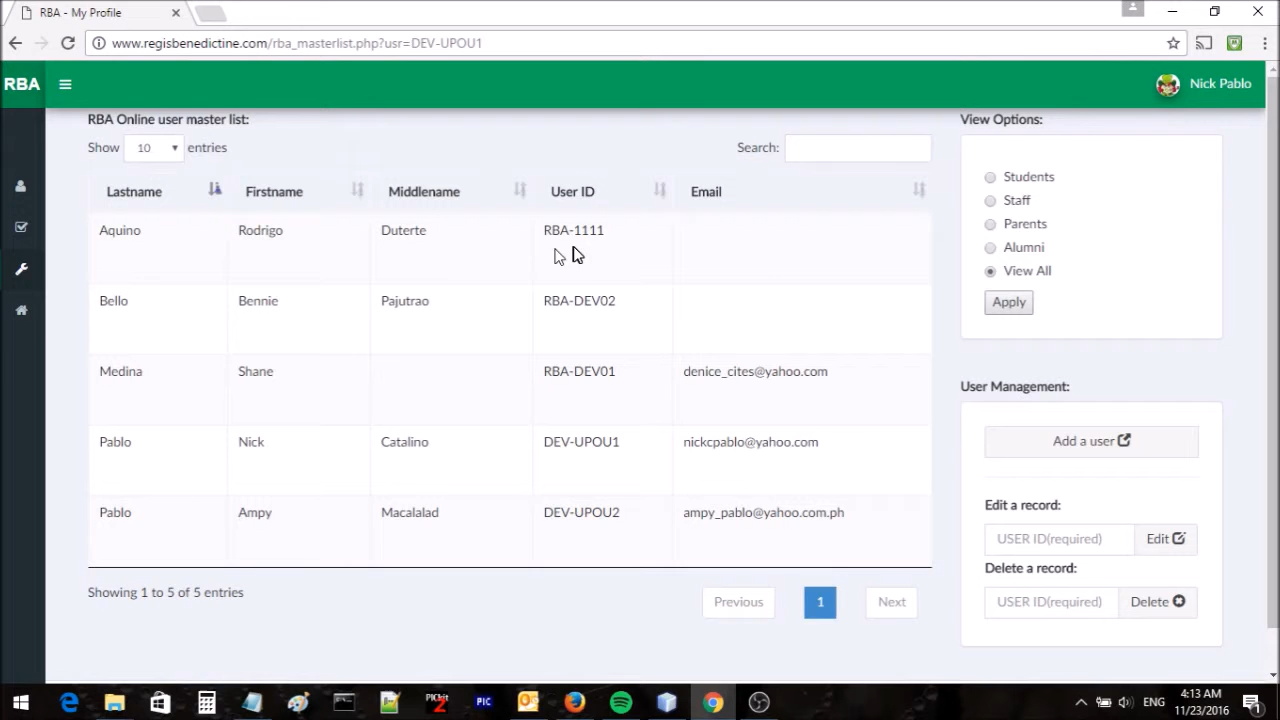 RBA - My Profile
www.regisbenedictine.com/rba_masterlist.php?usr=DEV-UPOU1
RBA
Nick Pablo
RBA Online user master list:
Show 10 entries
Search:
Lastname Firstname Middlename User ID Email
Aquino Rodrigo Duterte RBA-1111
Bello Bennie Pajutrao RBA-DEV02
Medina Shane RBA-DEV01 denice_cites@yahoo.com
Pablo Nick Catalino DEV-UPOU1 nickcpablo@yahoo.com
Pablo Ampy Macalalad DEV-UPOU2 ampy_pablo@yahoo.com.ph
Showing 1 to 5 of 5 entries
Previous 1 Next
View Options:
Students
Staff
Parents
Alumni
View All
Apply
User Management:
Add a user
Edit a record:
USER ID(required) Edit
Delete a record:
USER ID(required) Delete
PICkit 2
PIC
ENG
4:13 AM
11/23/2016
1